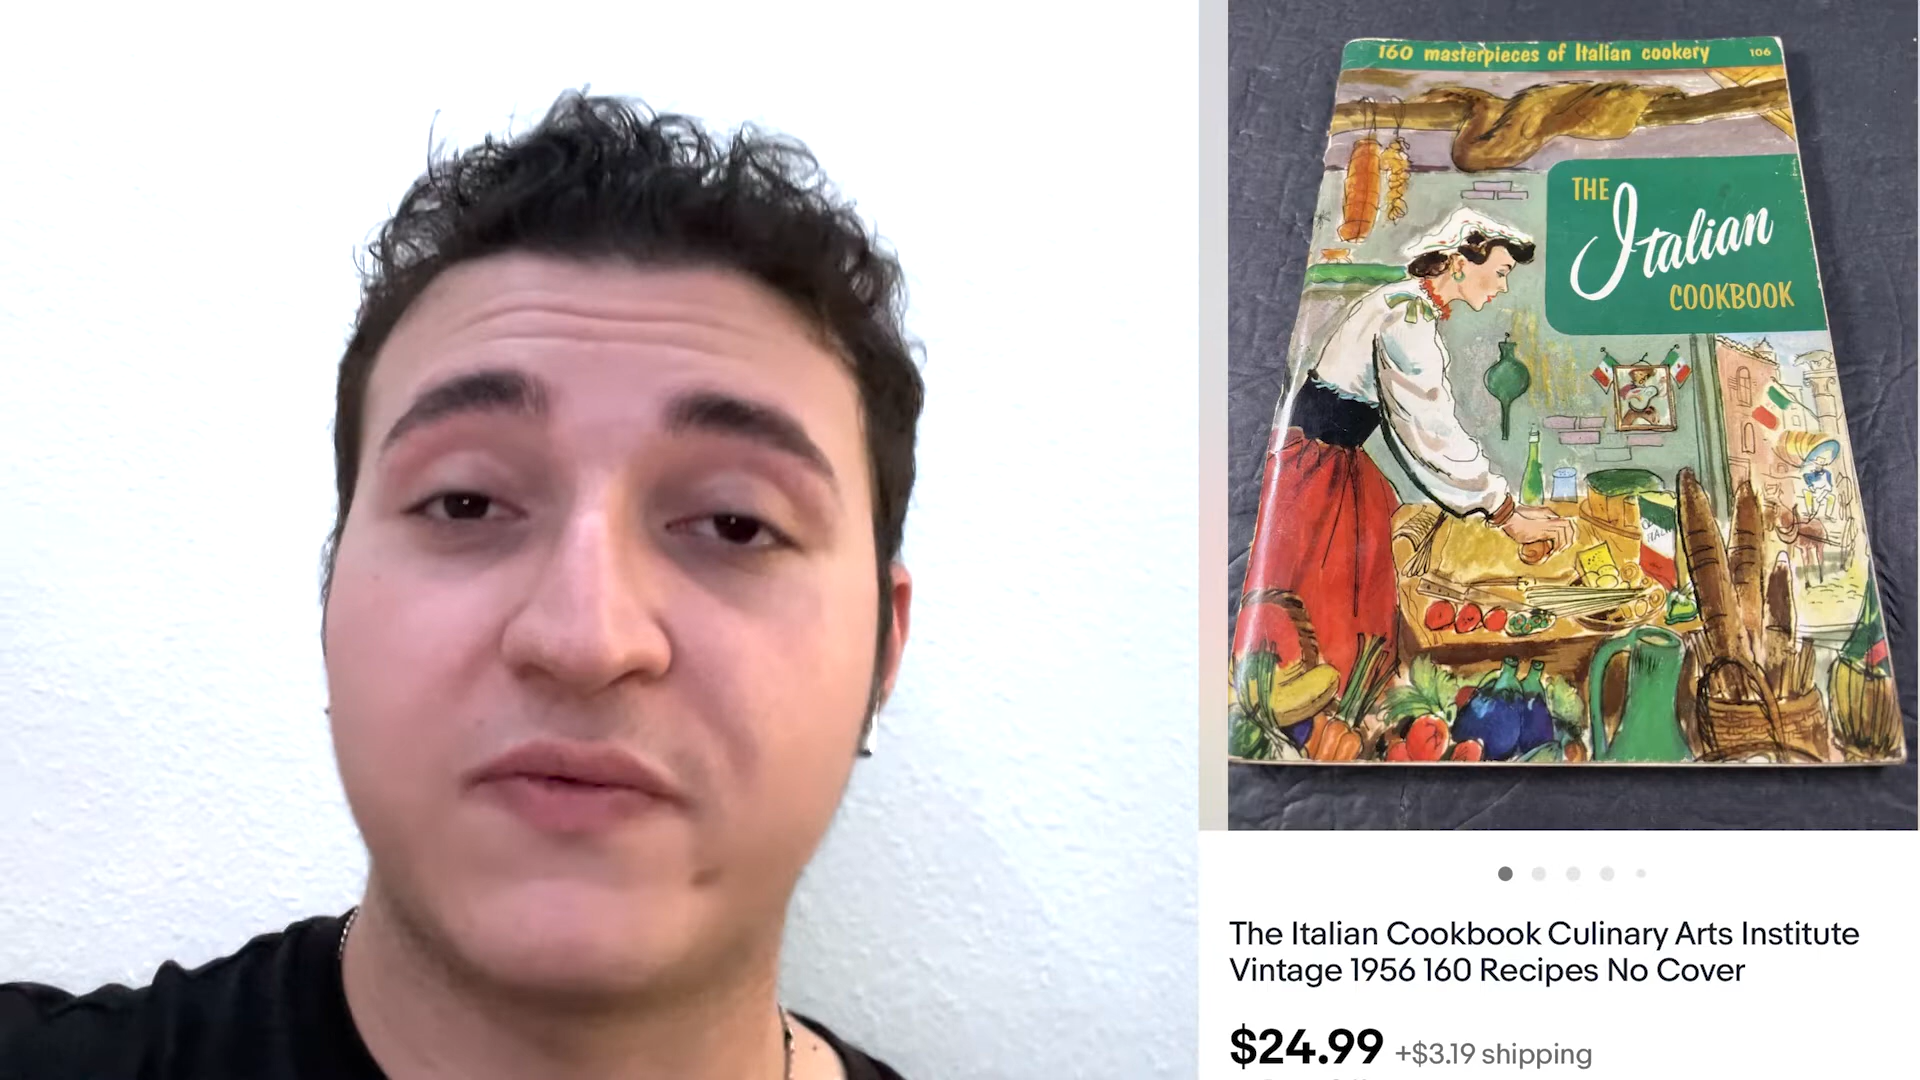 160 masterpieces of Italian cookery 106
THE
Italian
COOKBOOK
The Italian Cookbook Culinary Arts Institute
Vintage 1956 160 Recipes No Cover
$24.99 +$3.19 shipping